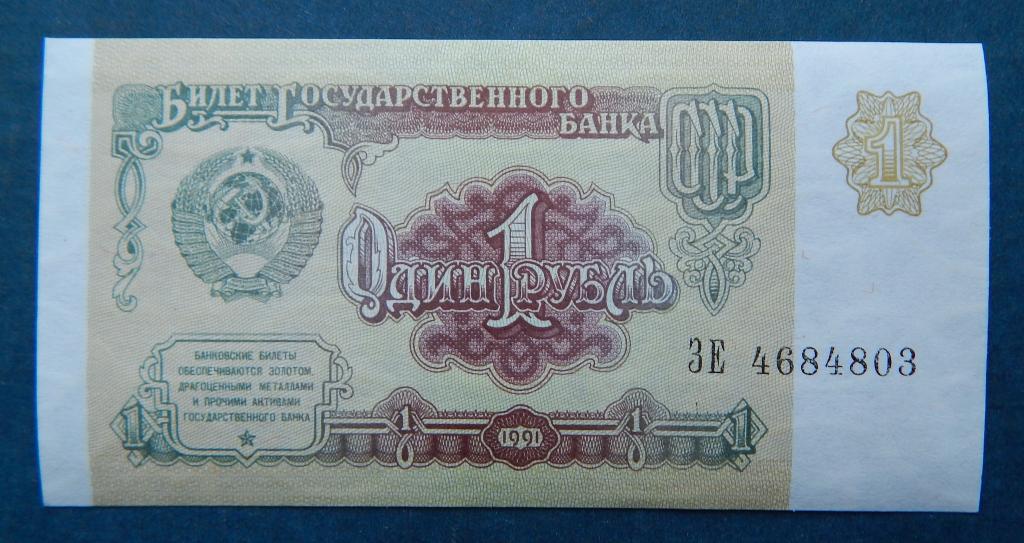 Билет Государственного
Банка
СССР
1
1
Один Рубль
ЗЕ 4684803
БАНКОВСКИЕ БИЛЕТЫ
ОБЕСПЕЧИВАЮТСЯ ЗОЛОТОМ,
ДРАГОЦЕННЫМИ МЕТАЛЛАМИ
И ПРОЧИМИ АКТИВАМИ
ГОСУДАРСТВЕННОГО БАНКА
1 1 1991 1 1